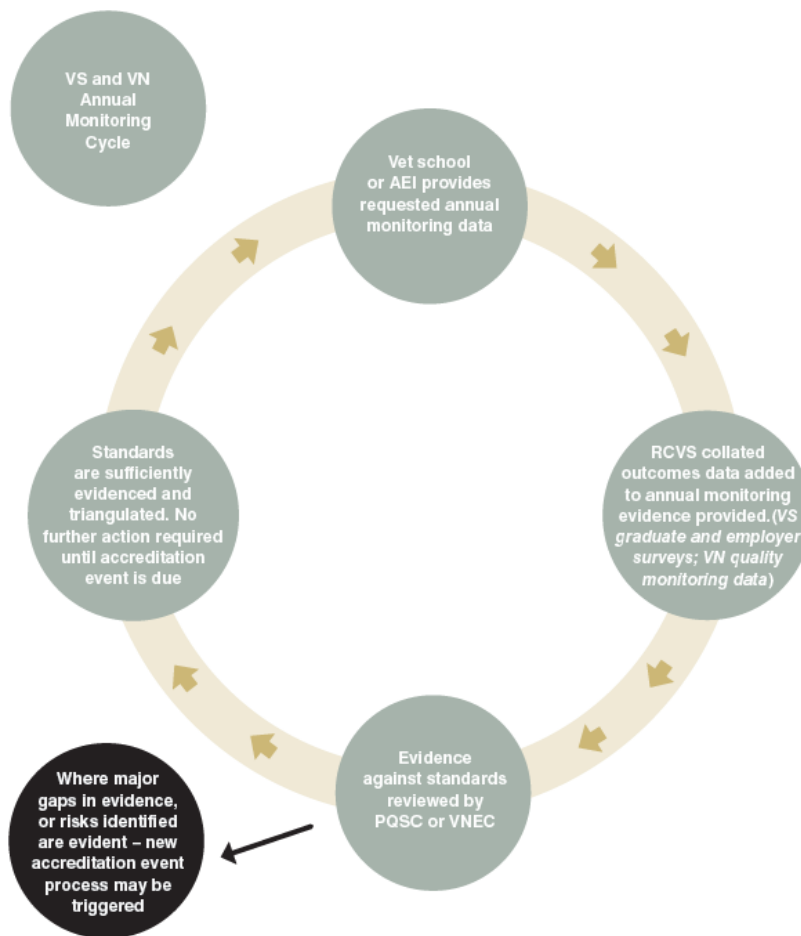 VS and VN
Annual
Monitoring
Cycle
Vet school
or AEI provides
requested annual
monitoring data
RCVS collated
outcomes data added
to annual monitoring
evidence provided.(VS
graduate and employer
surveys; VN quality
monitoring data)
Evidence
against standards
reviewed by
PQSC or VNEC
Standards
are sufficiently
evidenced and
triangulated. No
further action required
until accreditation
event is due
Where major
gaps in evidence,
or risks identified
are evident – new
accreditation event
process may be
triggered